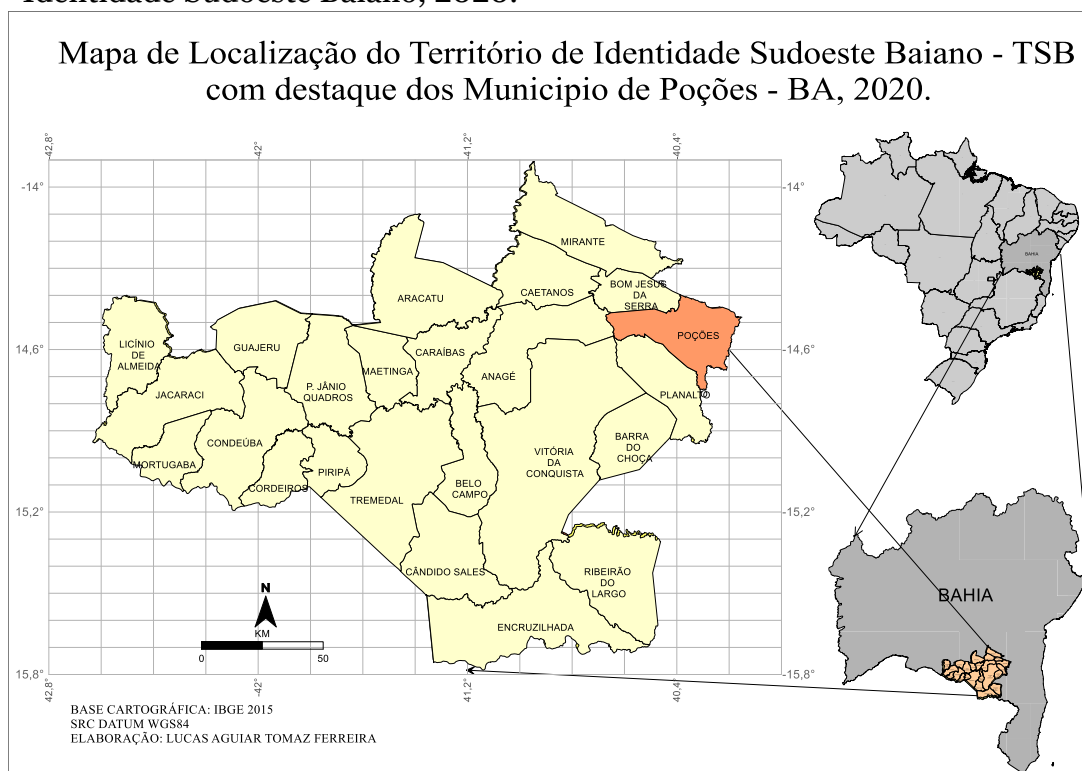 Identidade Sudoeste Baiano, 2020.
Mapa de Localização do Território de Identidade Sudoeste Baiano - TSB
com destaque dos Municipio de Poções - BA, 2020.
42,8°
-42°
41,2°
40,4°
-14°
-14°
MIRANTE
CAETANOS
BOM JESUS
DA
SERRA
ARACATU
POÇÕES
LICÍNIO
DE
ALMEIDA
GUAJERU
CARAÍBAS
14,6°
14,6°
MAETINGA
ANAGÉ
P. JÂNIO
QUADROS
JACARACI
PLANALTO
CONDEÚBA
BARRA
DO
CHOÇA
VITÓRIA
DA
CONQUISTA
MORTUGABA
PIRIPÁ
CORDEIROS
BELO
CAMPO
TREMEDAL
15,2°
15,2°
CÂNDIDO SALES
RIBEIRÃO
DO
LARGO
ENCRUZILHADA
N
KM
0 50
15,8°
15,8°
42,8°
-42°
41,2°
40,4°
BAHIA
BAHIA
BASE CARTOGRÁFICA: IBGE 2015
SRC DATUM WGS84
ELABORAÇÃO: LUCAS AGUIAR TOMAZ FERREIRA